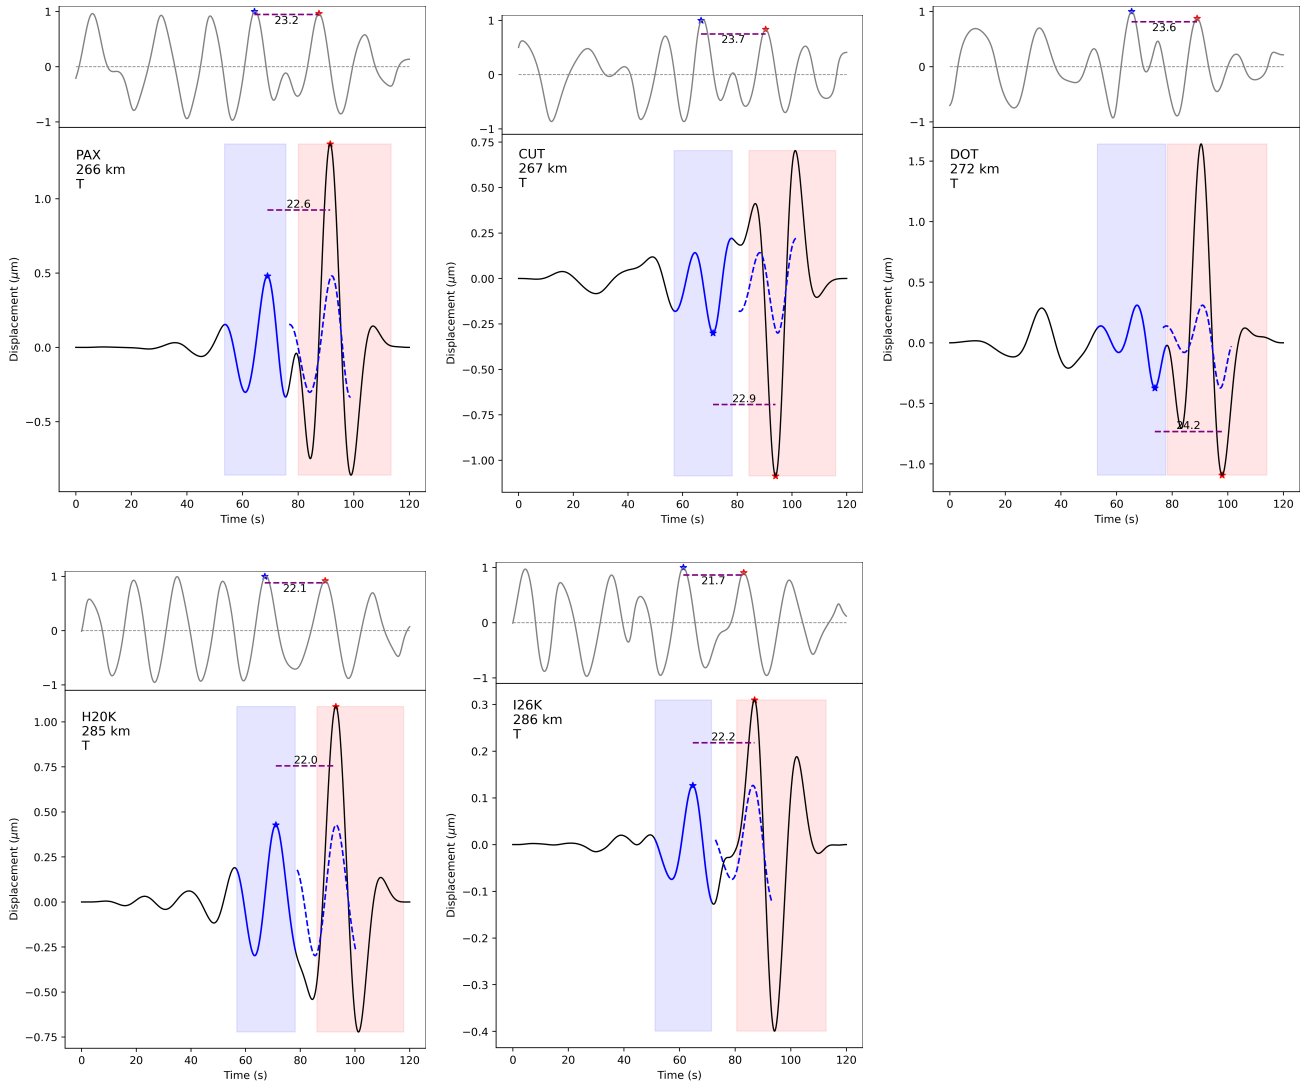 1
0
−1
23.2
PAX
266 km
T
22.6
1.0
0.5
0.0
−0.5
Displacement (μm)
0 20 40 60 80 100 120
Time (s)
1
0
−1
23.7
CUT
267 km
T
22.9
0.75
0.50
0.25
0.00
−0.25
−0.50
−0.75
−1.00
Displacement (μm)
0 20 40 60 80 100 120
Time (s)
1
0
−1
23.6
DOT
272 km
T
24.2
1.5
1.0
0.5
0.0
−0.5
−1.0
Displacement (μm)
0 20 40 60 80 100 120
Time (s)
1
0
−1
22.1
H20K
285 km
T
22.0
1.00
0.75
0.50
0.25
0.00
−0.25
−0.50
−0.75
Displacement (μm)
0 20 40 60 80 100 120
Time (s)
1
0
−1
21.7
I26K
286 km
T
22.2
0.3
0.2
0.1
0.0
−0.1
−0.2
−0.3
−0.4
Displacement (μm)
0 20 40 60 80 100 120
Time (s)